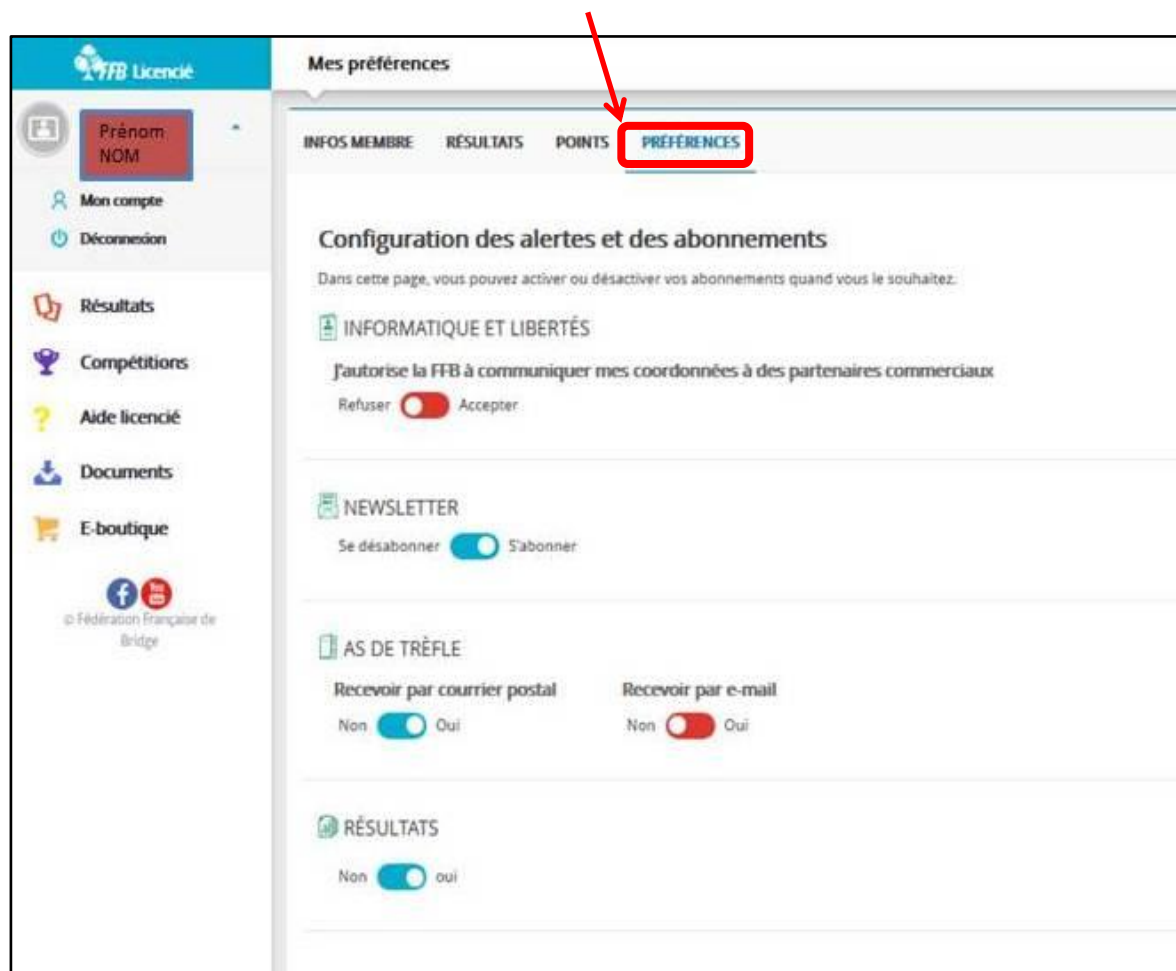 FFB Licencié
Prénom
NOM
Mon compte
Déconnexion
Résultats
Compétitions
Aide licencié
Documents
E-boutique
© Fédération Française de
Bridge
Mes préférences
INFOS MEMBRE RÉSULTATS POINTS PRÉFÉRENCES
Configuration des alertes et des abonnements
Dans cette page, vous pouvez activer ou désactiver vos abonnements quand vous le souhaitez.
INFORMATIQUE ET LIBERTÉS
J'autorise la FFB à communiquer mes coordonnées à des partenaires commerciaux
Refuser Accepter
NEWSLETTER
Se désabonner S'abonner
AS DE TRÈFLE
Recevoir par courrier postal Recevoir par e-mail
Non Oui Non Oui
RÉSULTATS
Non oui